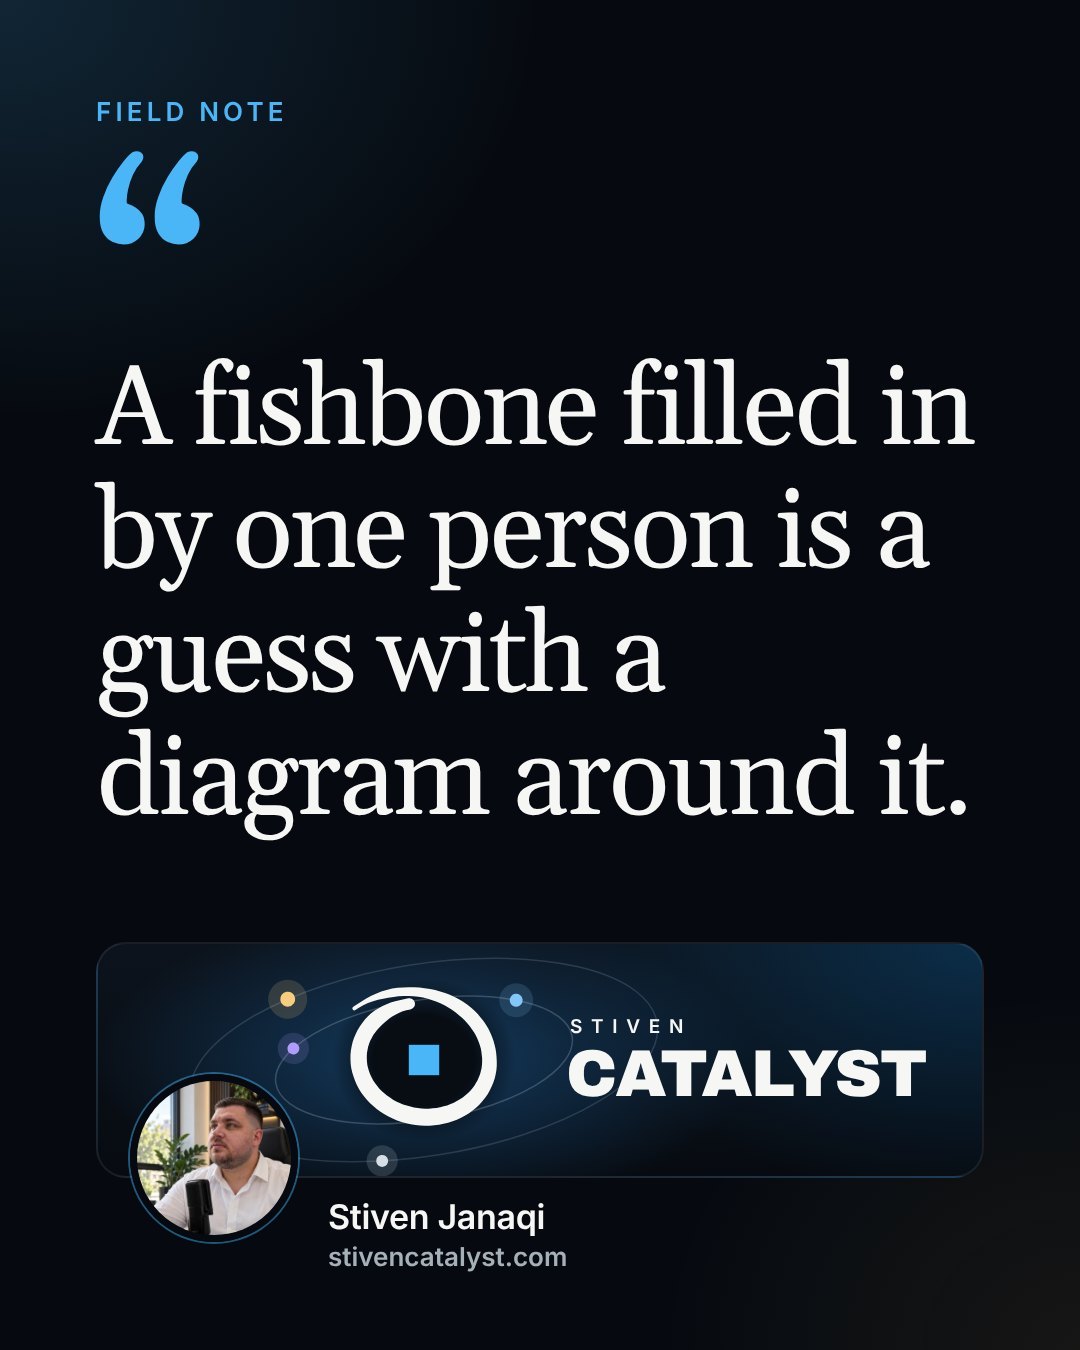 FIELD NOTE
“
A fishbone filled in
by one person is a
guess with a
diagram around it.
STIVEN
CATALYST
Stiven Janaqi
stivencatalyst.com